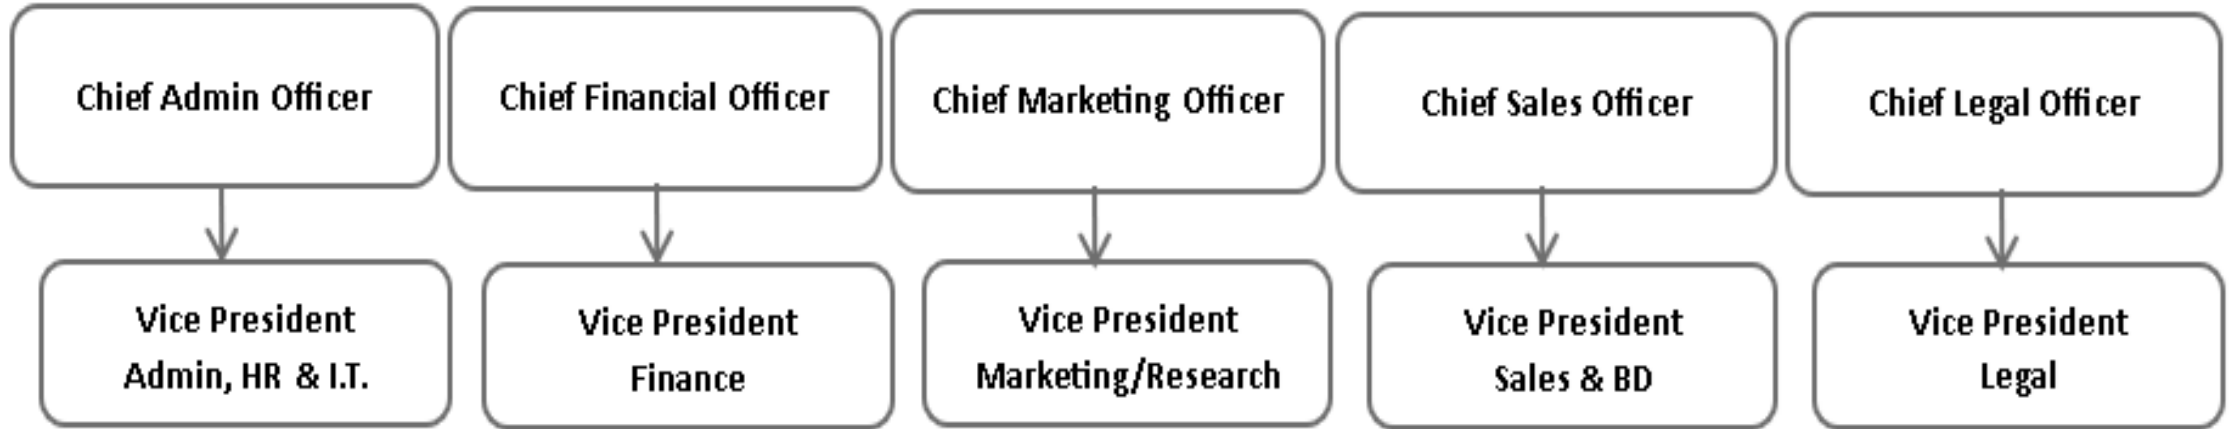 Chief Admin Officer
Chief Financial Officer
Chief Marketing Officer
Chief Sales Officer
Chief Legal Officer
Vice President
Admin, HR & I.T.
Vice President
Finance
Vice President
Marketing/Research
Vice President
Sales & BD
Vice President
Legal